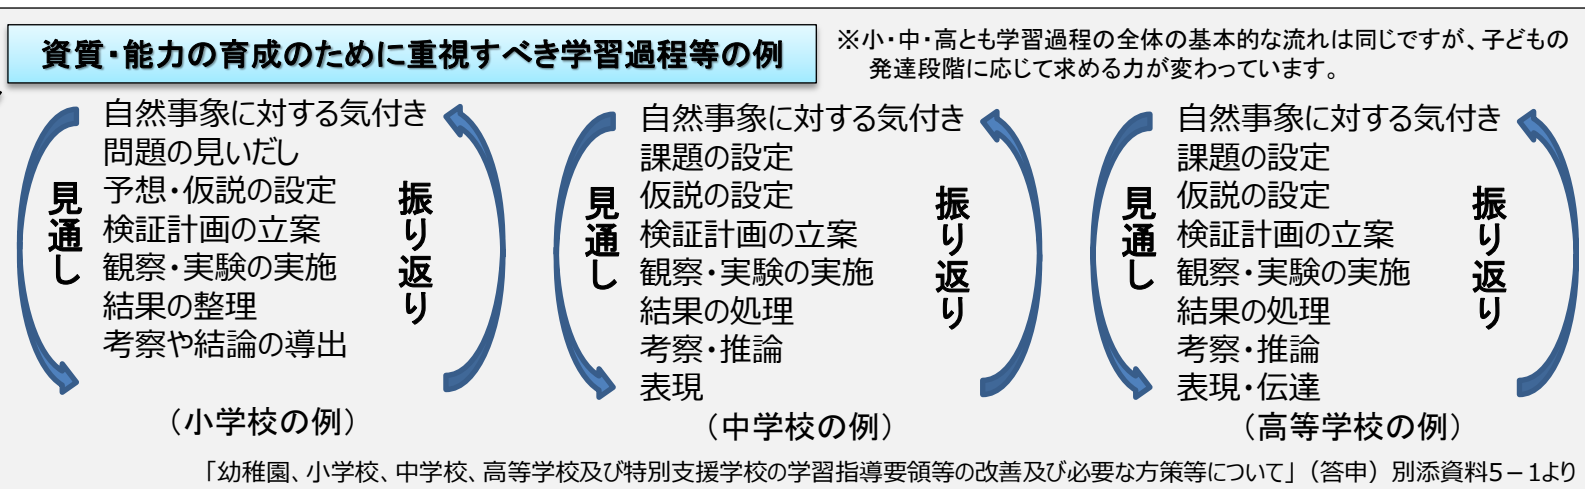 資質・能力の育成のために重視すべき学習過程等の例
※小・中・高とも学習過程の全体の基本的な流れは同じですが、子どもの
発達段階に応じて求める力が変わっています。
見通し
自然事象に対する気付き
問題の見いだし
予想・仮説の設定
検証計画の立案
観察・実験の実施
結果の整理
考察や結論の導出
振り返り
（小学校の例）
見通し
自然事象に対する気付き
課題の設定
仮説の設定
検証計画の立案
観察・実験の実施
結果の処理
考察・推論
表現
振り返り
（中学校の例）
見通し
自然事象に対する気付き
課題の設定
仮説の設定
検証計画の立案
観察・実験の実施
結果の処理
考察・推論
表現・伝達
振り返り
（高等学校の例）
「幼稚園、小学校、中学校、高等学校及び特別支援学校の学習指導要領等の改善及び必要な方策等について」（答申）別添資料5－1より